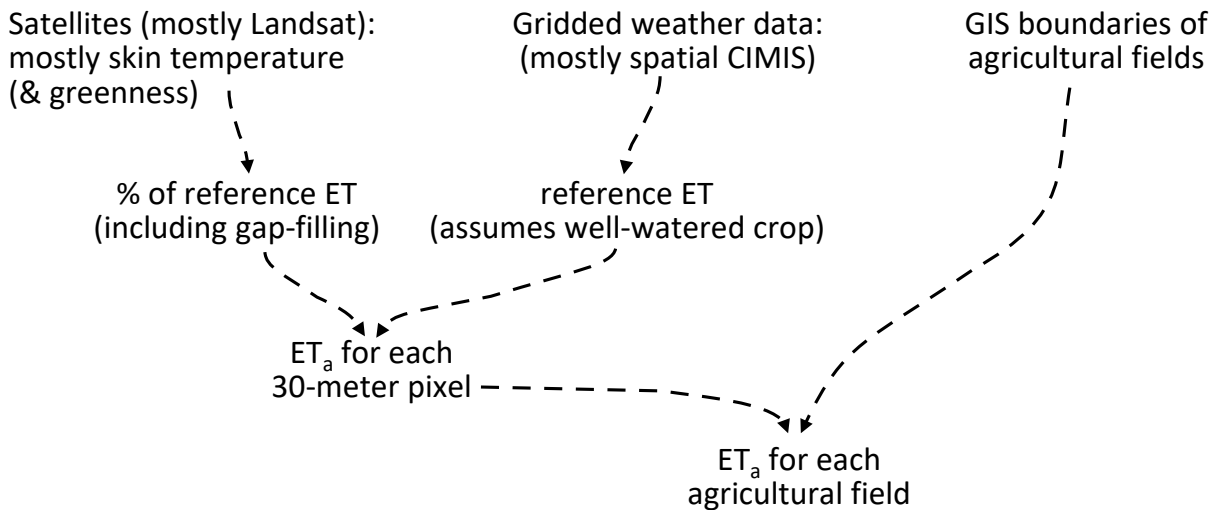 Satellites (mostly Landsat):
mostly skin temperature
(& greenness)
Gridded weather data:
(mostly spatial CIMIS)
GIS boundaries of
agricultural fields
% of reference ET
(including gap-filling)
reference ET
(assumes well-watered crop)
ETa for each
30-meter pixel
ETa for each
agricultural field